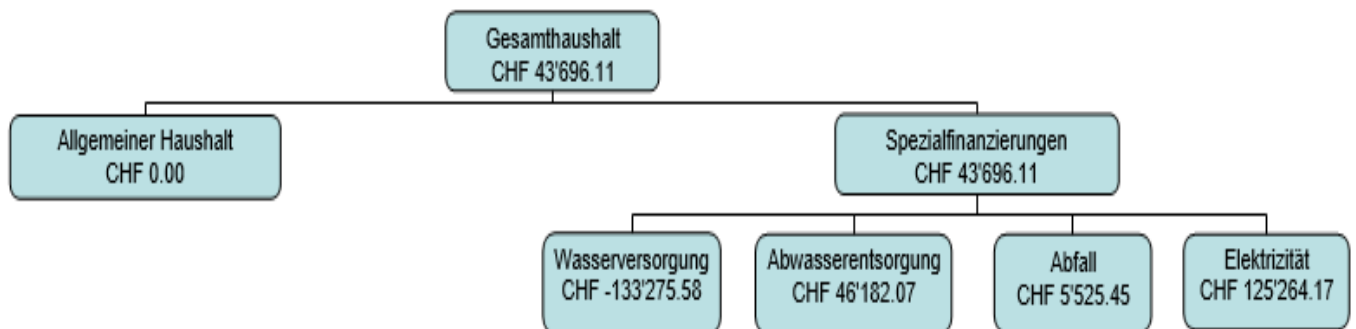 Gesamthaushalt
CHF 43'696.11
Allgemeiner Haushalt
CHF 0.00
Spezialfinanzierungen
CHF 43'696.11
Wasserversorgung
CHF -133'275.58
Abwasserentsorgung
CHF 46'182.07
Abfall
CHF 5'525.45
Elektrizität
CHF 125'264.17